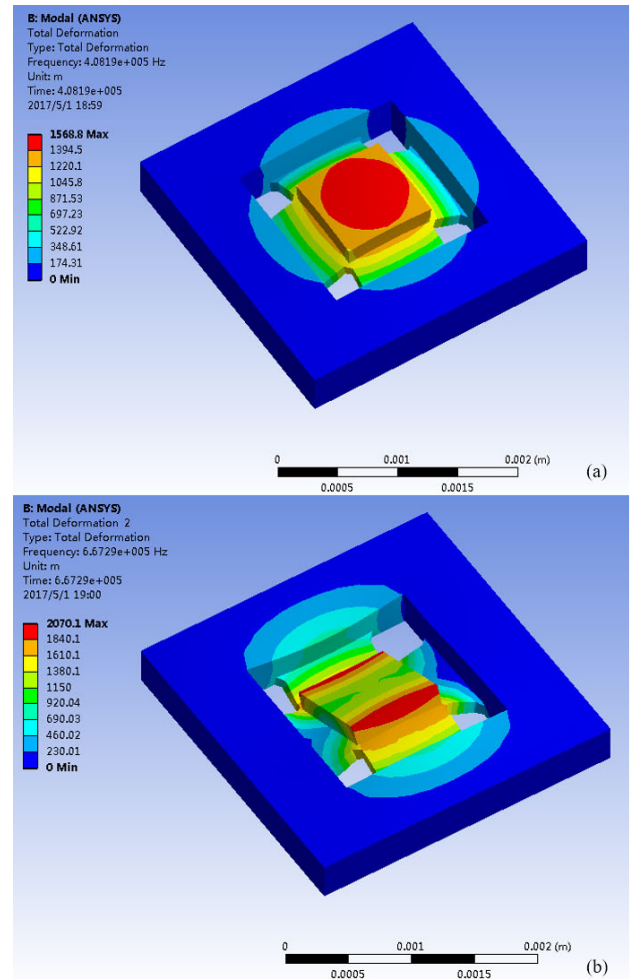 B: Modal (ANSYS)
Total Deformation
Type: Total Deformation
Frequency: 4.0819e+005 Hz
Unit: m
Time: 4.0819e+005
2017/5/1 18:59
1568.8 Max
1394.5
1220.1
1045.8
871.53
697.23
522.92
348.61
174.31
0 Min
0 0.001 0.002 (m)
0.0005 0.0015
(a)
B: Modal (ANSYS)
Total Deformation 2
Type: Total Deformation
Frequency: 6.6729e+005 Hz
Unit: m
Time: 6.6729e+005
2017/5/1 19:00
2070.1 Max
1840.1
1610.1
1380.1
1150
920.04
690.03
460.02
230.01
0 Min
0 0.001 0.002 (m)
0.0005 0.0015
(b)